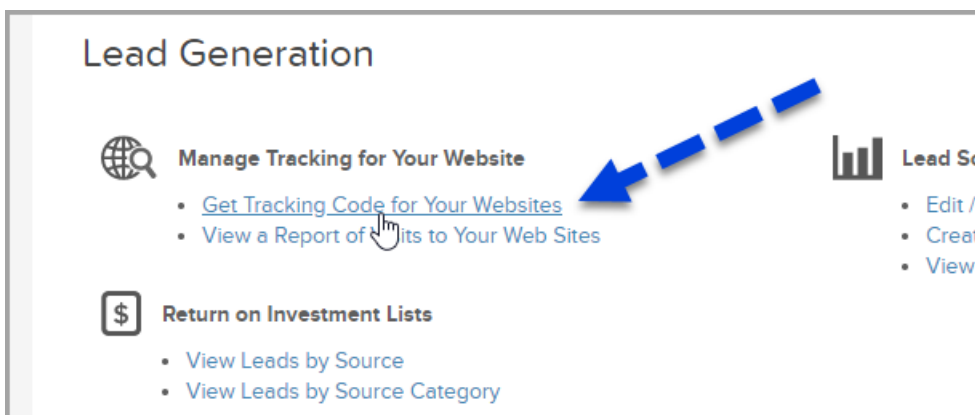 Lead Generation
Manage Tracking for Your Website
Get Tracking Code for Your Websites
View a Report of to Your Web Sites
Return on Investment Lists
View Leads by Source
View Leads by Source Category
Lead
Edit /
View
$